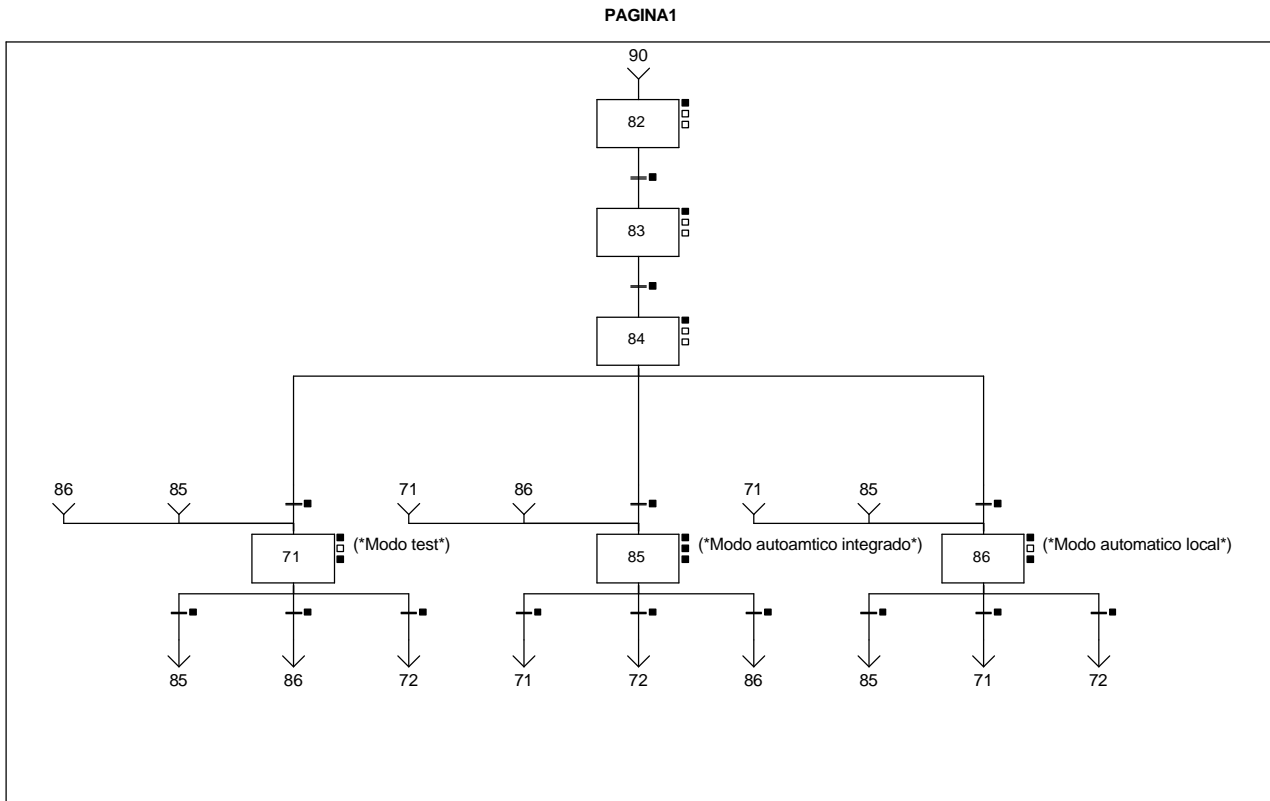 PAGINA1
90
82
83
84
86 85 71 86 71 85
71 (*Modo test*) 85 (*Modo autoamtico integrado*) 86 (*Modo automatico local*)
85 86 72 71 72 86 85 71 72